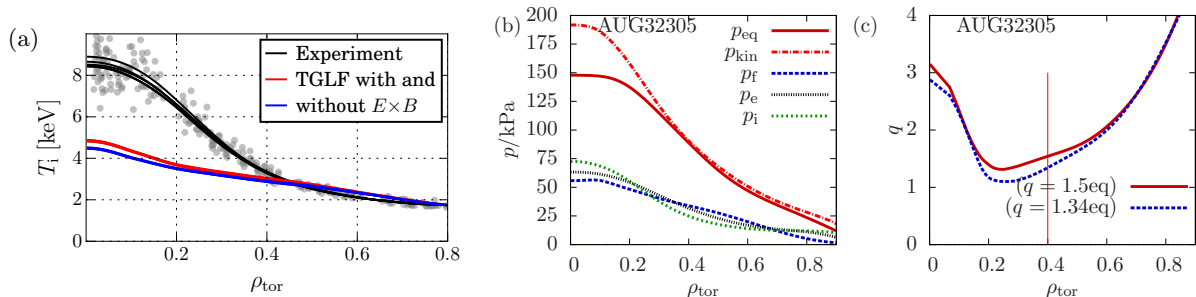 (a)
T_i [keV]
8
6
4
2
0
0.2
0.4
0.6
0.8
ρ_tor
Experiment
TGLF with and
without E×B
(b)
AUG32305
p/kPa
200
175
150
125
100
75
50
25
0
0
0.2
0.4
0.6
0.8
ρ_tor
p_eq
p_kin
p_f
p_e
p_i
(c)
AUG32305
q
4
3
2
1
0
0
0.2
0.4
0.6
0.8
ρ_tor
(q = 1.5eq)
(q = 1.34eq)